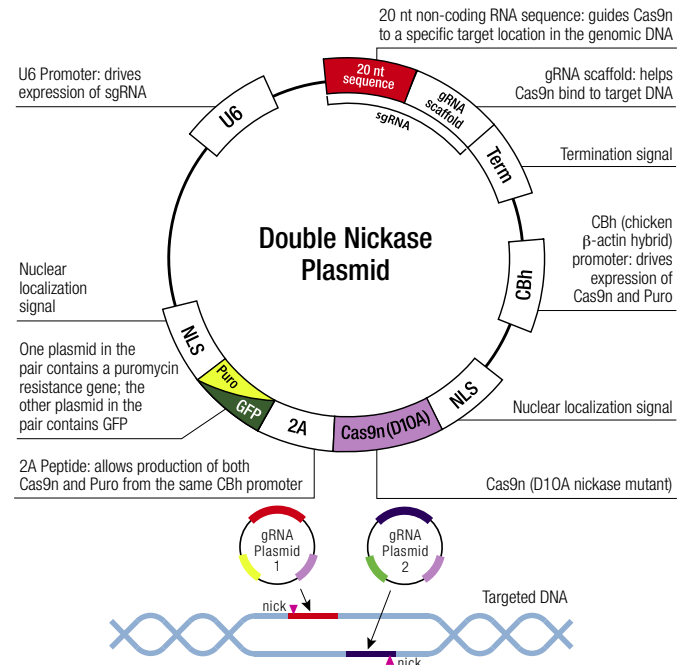 20 nt non-coding RNA sequence: guides Cas9n
to a specific target location in the genomic DNA
U6 Promoter: drives
expression of sgRNA
gRNA scaffold: helps
Cas9n bind to target DNA
20 nt
sequence
gRNA
scaffold
sgRNA
U6
Term
Termination signal
Double Nickase
Plasmid
CBh (chicken
β-actin hybrid)
promoter: drives
expression of
Cas9n and Puro
CBh
Nuclear
localization
signal
NLS
One plasmid in the
pair contains a puromycin
resistance gene; the
other plasmid in the
pair contains GFP
Puro
GFP
2A
Cas9n (D10A)
NLS
Nuclear localization signal
2A Peptide: allows production of both
Cas9n and Puro from the same CBh promoter
Cas9n (D10A nickase mutant)
gRNA
Plasmid
1
gRNA
Plasmid
2
Targeted DNA
nick
nick